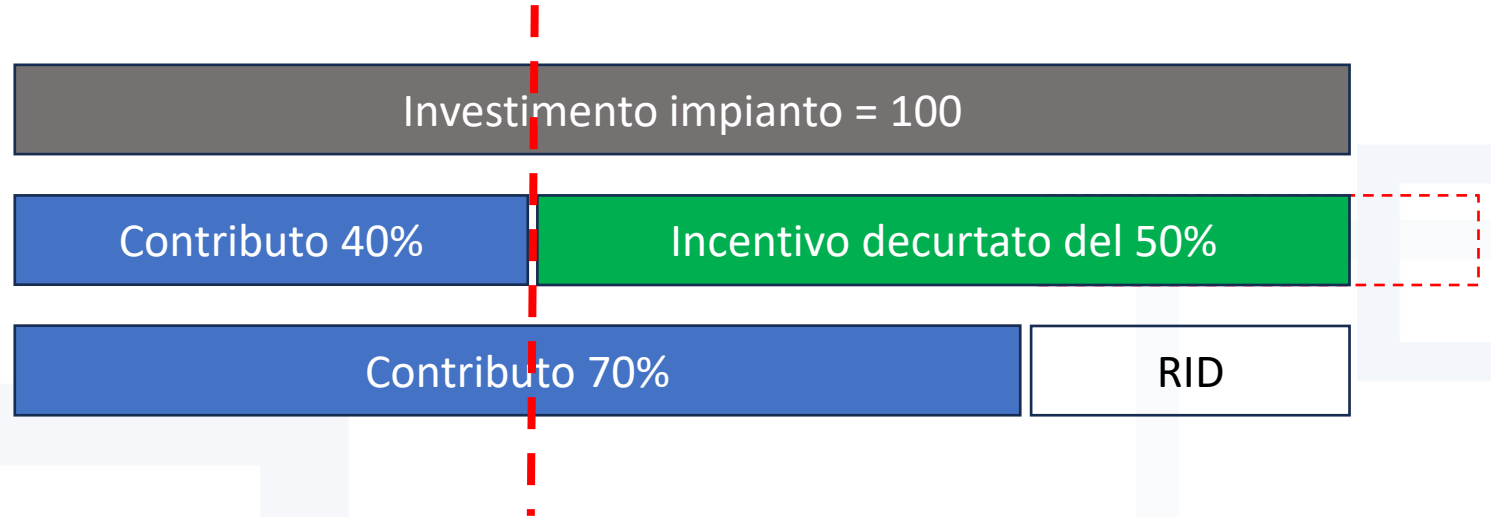 Investimento impianto = 100
Contributo 40%
Incentivo decurtato del 50%
Contributo 70%
RID